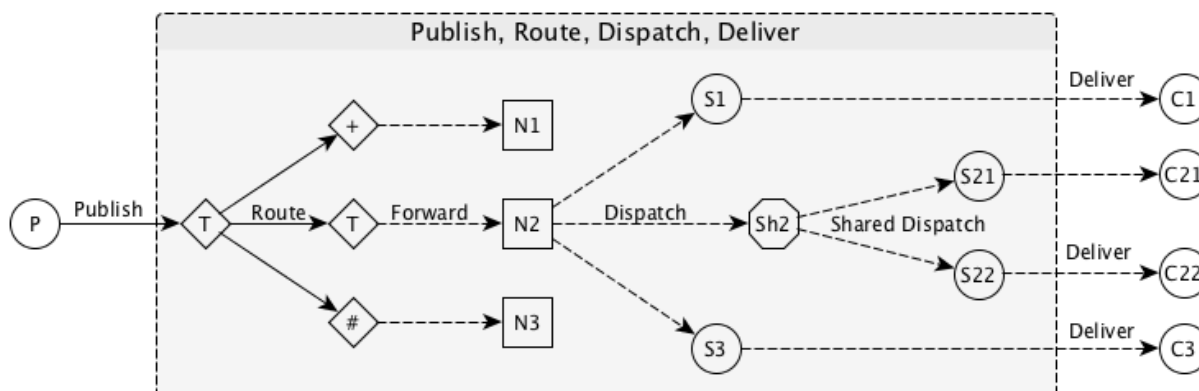 Publish, Route, Dispatch, Deliver
Deliver
S1
C1
+
N1
S21
C21
P
Publish
T
Route
T
Forward
N2
Dispatch
Sh2
Shared Dispatch
Deliver
S22
C22
#
N3
Deliver
S3
C3